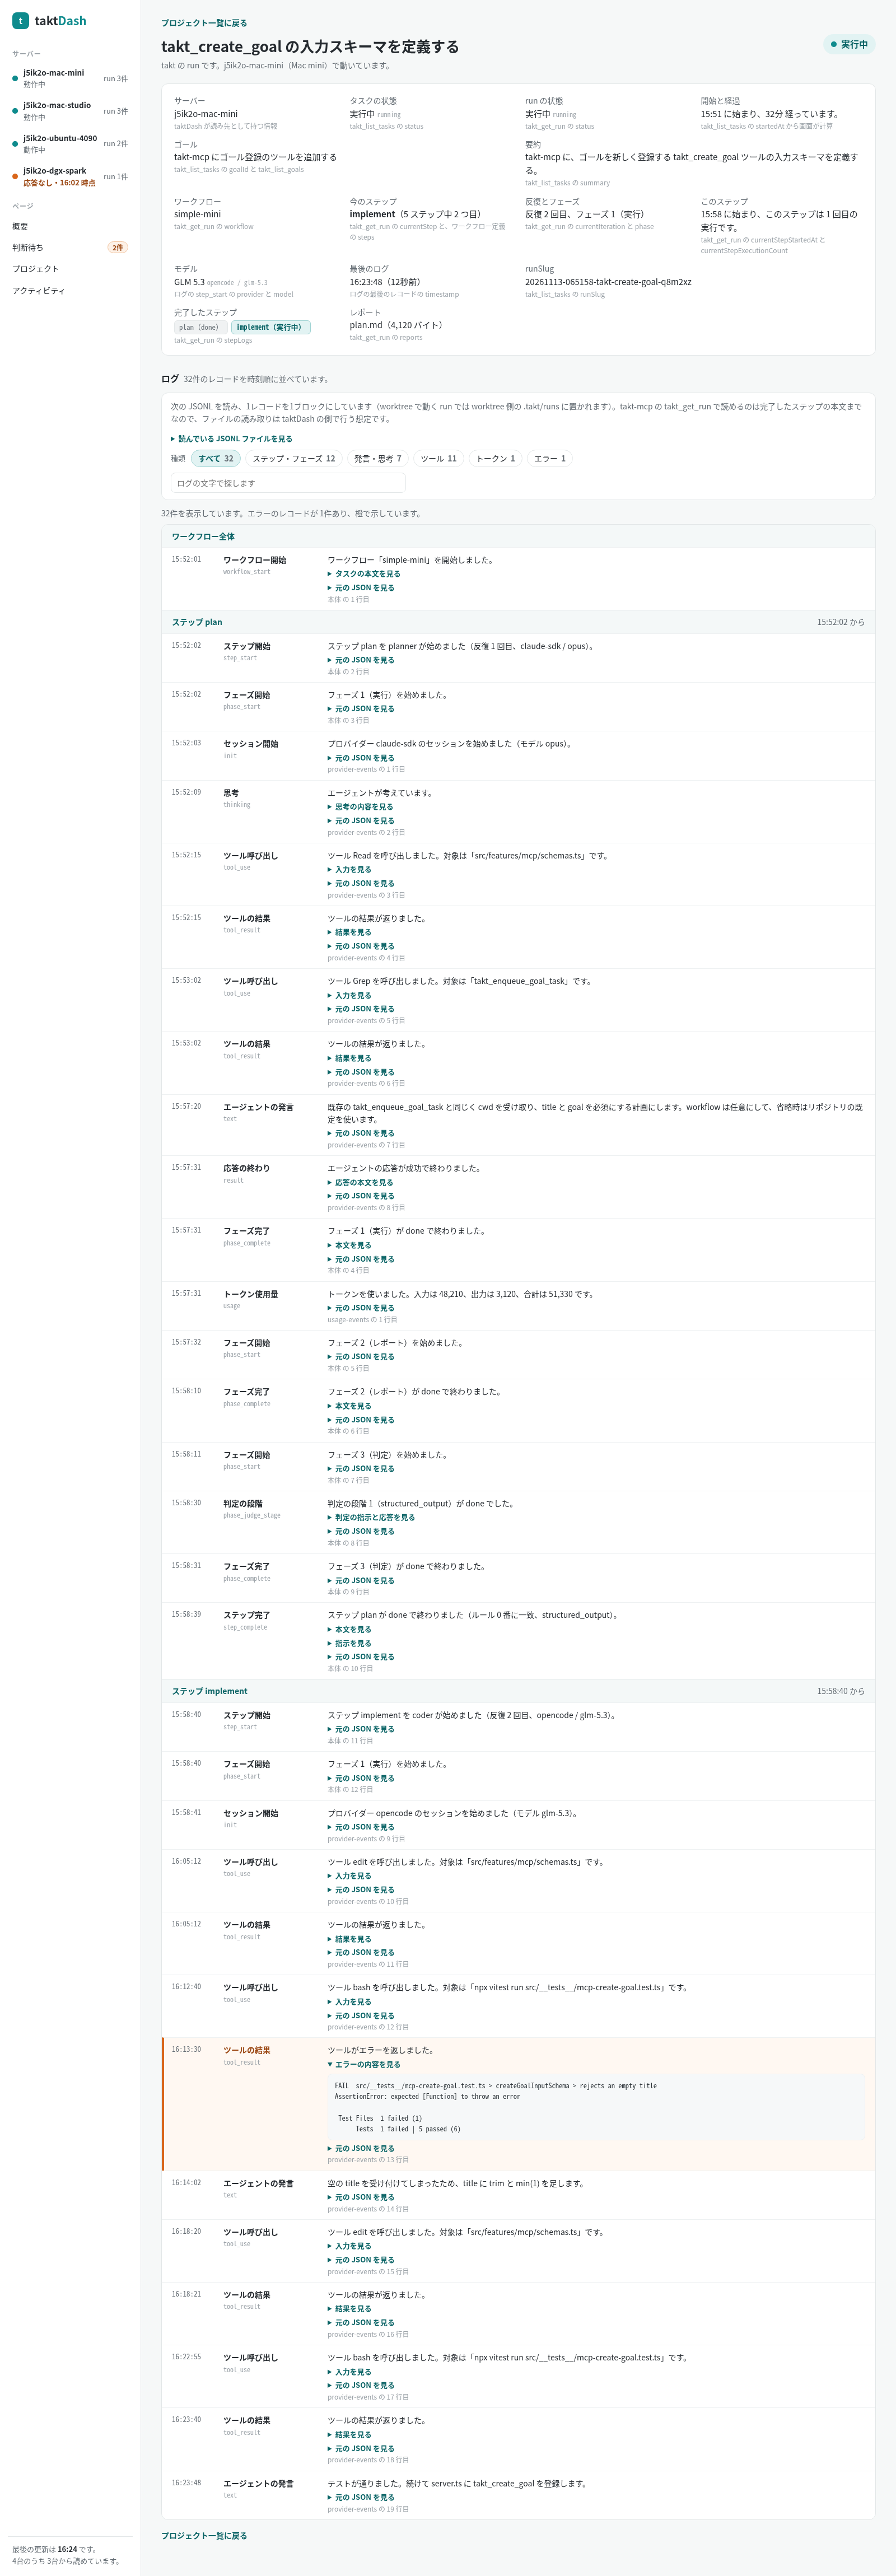 t taktDash
サーバー
j5ik2o-mac-mini
勤作中
run 3件
j5ik2o-mac-studio
勤作中
run 3件
j5ik2o-ubuntu-4090
勤作中
run 2件
j5ik2o-dgx-spark
応答なし・16:02 時点
run 1件
ページ
概要
判断待ち 2件
プロジェクト
アクティビティ
プロジェクト一覧に戻る
takt_create_goal の入力スキーマを定義する
実行中
takt の run です。j5ik2o-mac-mini（Mac mini）で動いています。
サーバー
j5ik2o-mac-mini
taktDash が読み先として持つ情報
タスクの状態
実行中 running
takt_list_tasks の status
run の状態
実行中 running
takt_get_run の status
開始と経過
15:51 に始まり、32分 経っています。
takt_list_tasks の startedAt から画面が計算
ゴール
takt-mcp にゴール登録のツールを追加する
takt_list_tasks の goalId と takt_list_goals
要約
takt-mcp に、ゴールを新しく登録する takt_create_goal ツールの入力スキーマを定義す
る。
takt_list_tasks の summary
ワークフロー
simple-mini
takt_get_run の workflow
今のステップ
implement（5 ステップ中 2 つ目）
takt_get_run の currentStep と、ワークフロー定義
の steps
反復とフェーズ
反復 2 回目、フェーズ 1（実行）
takt_get_run の currentIteration と phase
このステップ
15:58 に始まり、このステップは 1 回目の
実行です。
takt_get_run の currentStepStartedAt と
currentStepExecutionCount
モデル
GLM 5.3 opencode / glm-5.3
ログの step_start の provider と model
最後のログ
16:23:48（12秒前）
ログの最後のレコードの timestamp
runSlug
20261113-065158-takt-create-goal-q8m2xz
takt_list_tasks の runSlug
完了したステップ
plan（done） implement（実行中）
takt_get_run の stepLogs
レポート
plan.md（4,120 バイト）
takt_get_run の reports
ログ 32件のレコードを時刻順に並べています。
次の JSONL を読み、1レコードを1ブロックにしています（worktree で動く run では worktree 側の .takt/runs に置かれます）。takt-mcp の takt_get_run で読めるのは完了したステップの本文まで
なので、ファイルの読み取りは taktDash の側で行う想定です。
▶ 読んでいる JSONL ファイルを見る
種類 すべて 32 ステップ・フェーズ 12 発言・思考 7 ツール 11 トークン 1 エラー 1
ログの文字で探します
32件を表示しています。エラーのレコードが 1件あり、橙で示しています。
ワークフロー全体
15:52:01 ワークフロー開始 ワークフロー「simple-mini」を開始しました。
workflow_start ▶ タスクの本文を見る
▶ 元の JSON を見る
本体 の 1 行目
ステップ plan 15:52:02 から
15:52:02 ステップ開始 ステップ plan を planner が始めました（反復 1 回目、claude-sdk / opus）。
step_start ▶ 元の JSON を見る
本体 の 2 行目
15:52:02 フェーズ開始 フェーズ 1（実行）を始めました。
phase_start ▶ 元の JSON を見る
本体 の 3 行目
15:52:03 セッション開始 プロバイダー claude-sdk のセッションを始めました（モデル opus）。
init ▶ 元の JSON を見る
provider-events の 1 行目
15:52:09 思考 エージェントが考えています。
thinking ▶ 思考の内容を見る
▶ 元の JSON を見る
provider-events の 2 行目
15:52:15 ツール呼び出し ツール Read を呼び出しました。対象は「src/features/mcp/schemas.ts」です。
tool_use ▶ 入力を見る
▶ 元の JSON を見る
provider-events の 3 行目
15:52:15 ツールの結果 ツールの結果が返りました。
tool_result ▶ 結果を見る
▶ 元の JSON を見る
provider-events の 4 行目
15:53:02 ツール呼び出し ツール Grep を呼び出しました。対象は「takt_enqueue_goal_task」です。
tool_use ▶ 入力を見る
▶ 元の JSON を見る
provider-events の 5 行目
15:53:02 ツールの結果 ツールの結果が返りました。
tool_result ▶ 結果を見る
▶ 元の JSON を見る
provider-events の 6 行目
15:57:20 エージェントの発言 既存の takt_enqueue_goal_task と同じく cwd を受け取り、title と goal を必須にする計画にします。workflow は任意にして、省略時はリポジトリの既
定を使います。
text ▶ 元の JSON を見る
provider-events の 7 行目
15:57:31 応答の終わり エージェントの応答が成功で終わりました。
result ▶ 応答の本文を見る
▶ 元の JSON を見る
provider-events の 8 行目
15:57:31 フェーズ完了 フェーズ 1（実行）が done で終わりました。
phase_complete ▶ 本文を見る
▶ 元の JSON を見る
本体 の 4 行目
15:57:31 トークン使用量 トークンを使いました。入力は 48,210、出力は 3,120、合計は 51,330 です。
usage ▶ 元の JSON を見る
usage-events の 1 行目
15:57:32 フェーズ開始 フェーズ 2（レポート）を始めました。
phase_start ▶ 元の JSON を見る
本体 の 5 行目
15:58:10 フェーズ完了 フェーズ 2（レポート）が done で終わりました。
phase_complete ▶ 本文を見る
▶ 元の JSON を見る
本体 の 6 行目
15:58:11 フェーズ開始 フェーズ 3（判定）を始めました。
phase_start ▶ 元の JSON を見る
本体 の 7 行目
15:58:30 判定の段階 判定の段階 1（structured_output）が done でした。
phase_judge_stage ▶ 判定の指示と応答を見る
▶ 元の JSON を見る
本体 の 8 行目
15:58:31 フェーズ完了 フェーズ 3（判定）が done で終わりました。
phase_complete ▶ 元の JSON を見る
本体 の 9 行目
15:58:39 ステップ完了 ステップ plan が done で終わりました（ルール 0 番に一致、structured_output）。
step_complete ▶ 本文を見る
▶ 指示を見る
▶ 元の JSON を見る
本体 の 10 行目
ステップ implement 15:58:40 から
15:58:40 ステップ開始 ステップ implement を coder が始めました（反復 2 回目、opencode / glm-5.3）。
step_start ▶ 元の JSON を見る
本体 の 11 行目
15:58:40 フェーズ開始 フェーズ 1（実行）を始めました。
phase_start ▶ 元の JSON を見る
本体 の 12 行目
15:58:41 セッション開始 プロバイダー opencode のセッションを始めました（モデル glm-5.3）。
init ▶ 元の JSON を見る
provider-events の 9 行目
16:05:12 ツール呼び出し ツール edit を呼び出しました。対象は「src/features/mcp/schemas.ts」です。
tool_use ▶ 入力を見る
▶ 元の JSON を見る
provider-events の 10 行目
16:05:12 ツールの結果 ツールの結果が返りました。
tool_result ▶ 結果を見る
▶ 元の JSON を見る
provider-events の 11 行目
16:12:40 ツール呼び出し ツール bash を呼び出しました。対象は「npx vitest run src/__tests__/mcp-create-goal.test.ts」です。
tool_use ▶ 入力を見る
▶ 元の JSON を見る
provider-events の 12 行目
16:13:30 ツールの結果 ツールがエラーを返しました。
tool_result ▼ エラーの内容を見る
FAIL src/__tests__/mcp-create-goal.test.ts > createGoalInputSchema > rejects an empty title
AssertionError: expected [Function] to throw an error
Test Files 1 failed (1)
Tests 1 failed | 5 passed (6)
▶ 元の JSON を見る
provider-events の 13 行目
16:14:02 エージェントの発言 空の title を受け付けてしまったため、title に trim と min(1) を足します。
text ▶ 元の JSON を見る
provider-events の 14 行目
16:18:20 ツール呼び出し ツール edit を呼び出しました。対象は「src/features/mcp/schemas.ts」です。
tool_use ▶ 入力を見る
▶ 元の JSON を見る
provider-events の 15 行目
16:18:21 ツールの結果 ツールの結果が返りました。
tool_result ▶ 結果を見る
▶ 元の JSON を見る
provider-events の 16 行目
16:22:55 ツール呼び出し ツール bash を呼び出しました。対象は「npx vitest run src/__tests__/mcp-create-goal.test.ts」です。
tool_use ▶ 入力を見る
▶ 元の JSON を見る
provider-events の 17 行目
16:23:40 ツールの結果 ツールの結果が返りました。
tool_result ▶ 結果を見る
▶ 元の JSON を見る
provider-events の 18 行目
16:23:48 エージェントの発言 テストが通りました。続けて server.ts に takt_create_goal を登録します。
text ▶ 元の JSON を見る
provider-events の 19 行目
プロジェクト一覧に戻る
最後の更新は 16:24 です。
4台のうち 3台から読めています。